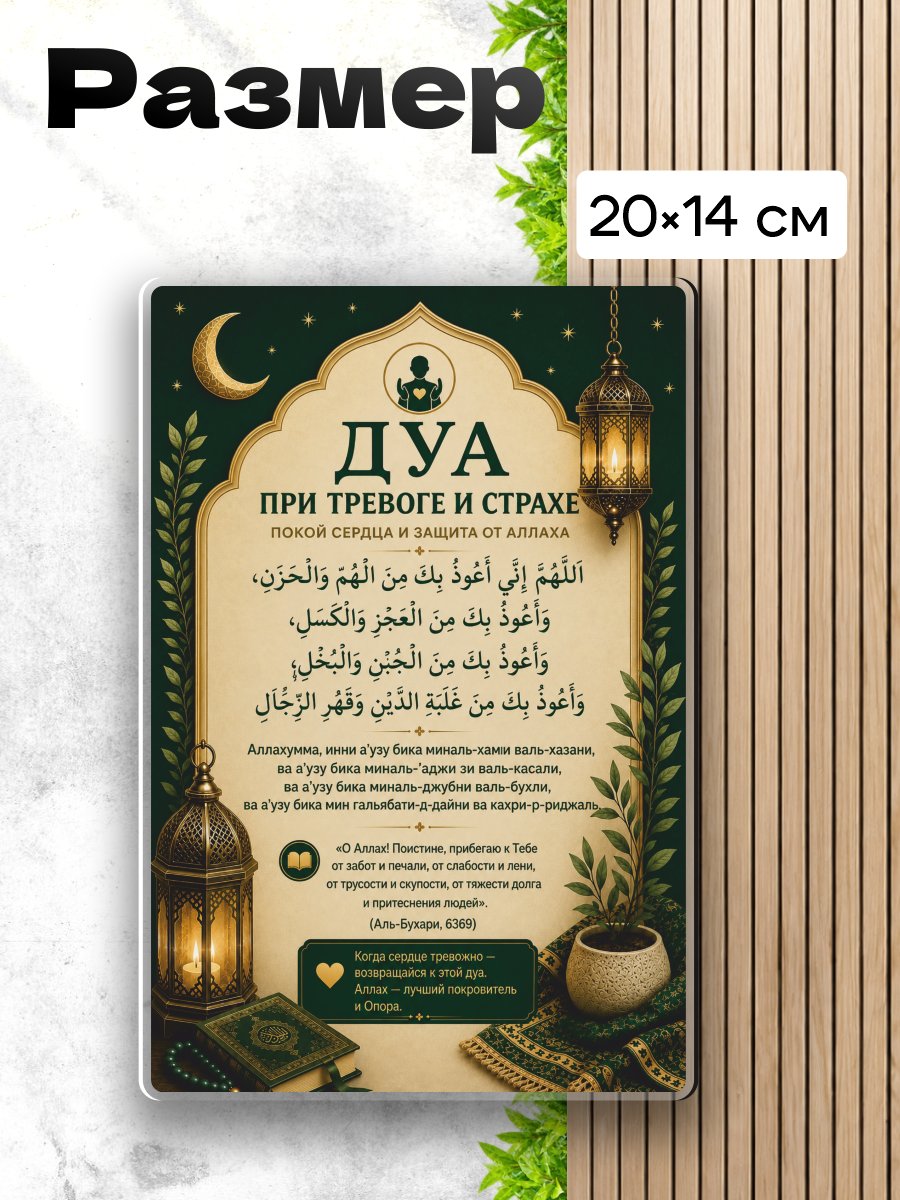 Размер
20×14 см
ДУА
ПРИ ТРЕВОГЕ И СТРАХЕ
ПОКОЙ СЕРДЦА И ЗАЩИТА ОТ АЛЛАХА
اَللَّهُمَّ إِنَّي أَعُوذُ بِكَ مِنَ الْهُمّ وَالْحَزَنِ،
وَأَعُوذُ بِكَ مِنَ الْعَجْزِ وَالْكَسَلِ،
وَأَعُوذُ بِكَ مِنَ الْجُبْنِ وَالْبُخْلِ،
وَأَعُوذُ بِكَ مِنَ غَلَبَةِ الدَّيْنِ وَقَهُرِ الرِّجَّالِ
Аллахумма, инни а'узу бика миналь-хамми валь-хазани,
ва а'узу бика миналь-'аджи зи валь-касали,
ва а'узу бика миналь-джубни валь-бухли,
ва а'узу бика мин гальябати-д-дайни ва кахри-р-риджаль.
«О Аллах! Поистине, прибегаю к Тебе
от забот и печали, от слабости и лени,
от трусости и скупости, от тяжести долга
и притеснения людей».
(Аль-Бухари, 6369)
Когда сердце тревожно —
возвращайся к этой дуа.
Аллах — лучший покровитель
и Опора.